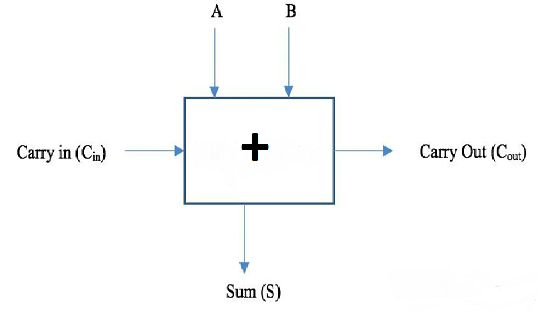 A B
+
Carry in (Cin)
Carry Out (Cout)
Sum (S)